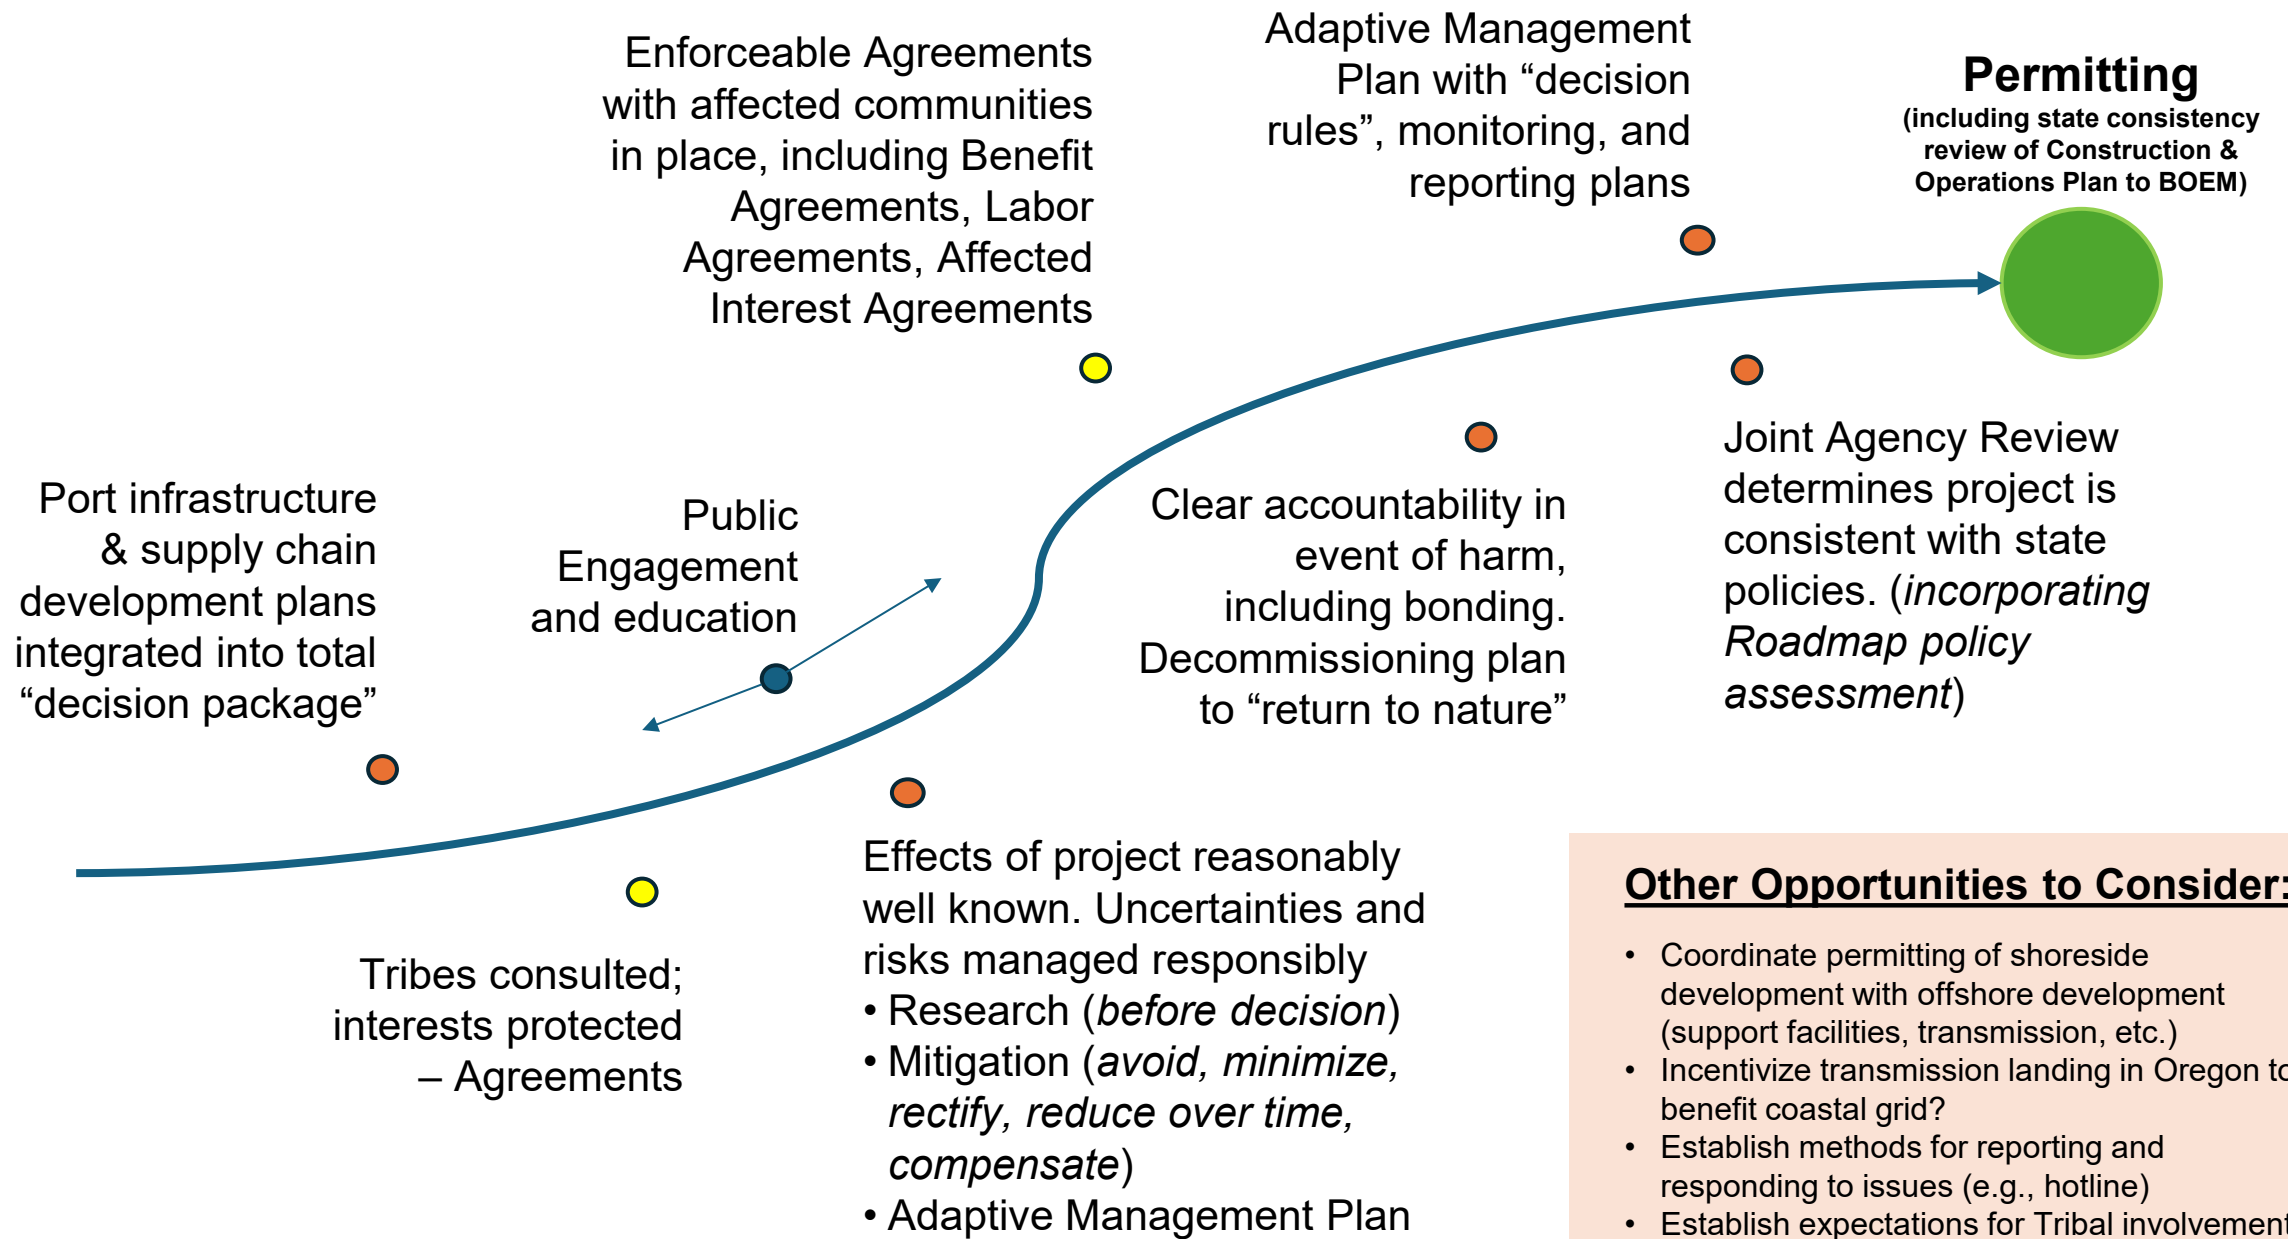 Enforceable Agreements
with affected communities
in place, including Benefit
Agreements, Labor
Agreements, Affected
Interest Agreements
Adaptive Management
Plan with “decision
rules”, monitoring, and
reporting plans
Permitting
(including state consistency
review of Construction &
Operations Plan to BOEM)
Port infrastructure
& supply chain
development plans
integrated into total
“decision package”
Public
Engagement
and education
Clear accountability in
event of harm,
including bonding.
Decommissioning plan
to “return to nature”
Joint Agency Review
determines project is
consistent with state
policies. (incorporating
Roadmap policy
assessment)
Tribes consulted;
interests protected
– Agreements
Effects of project reasonably
well known. Uncertainties and
risks managed responsibly
• Research (before decision)
• Mitigation (avoid, minimize,
rectify, reduce over time,
compensate)
• Adaptive Management Plan
Other Opportunities to Consider:
• Coordinate permitting of shoreside
development with offshore development
(support facilities, transmission, etc.)
• Incentivize transmission landing in Oregon to
benefit coastal grid?
• Establish methods for reporting and
responding to issues (e.g., hotline)
• Establish expectations for Tribal involvement